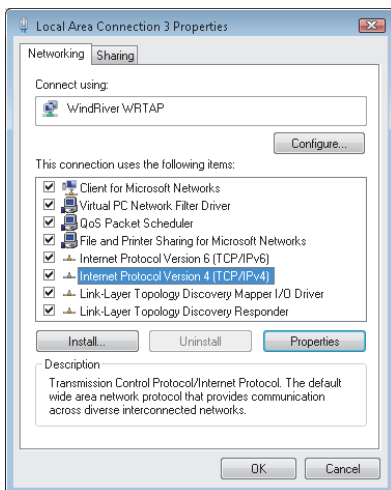 Local Area Connection 3 Properties
Networking
Sharing
Connect using:
WindRiver WRTAP
Configure...
This connection uses the following items:
Client for Microsoft Networks
Virtual PC Network Filter Driver
QoS Packet Scheduler
File and Printer Sharing for Microsoft Networks
Internet Protocol Version 6 (TCP/IPv6)
Internet Protocol Version 4 (TCP/IPv4)
Link-Layer Topology Discovery Mapper I/O Driver
Link-Layer Topology Discovery Responder
Install...
Uninstall
Properties
Description
Transmission Control Protocol/Internet Protocol. The default
wide area network protocol that provides communication
across diverse interconnected networks.
OK
Cancel